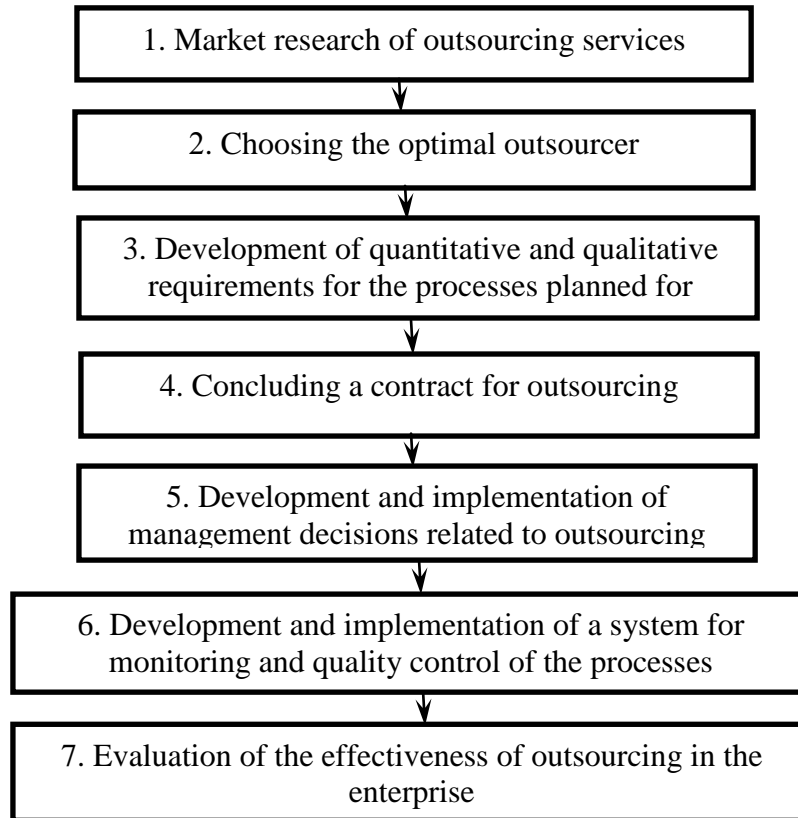 1. Market research of outsourcing services
2. Choosing the optimal outsourcer
3. Development of quantitative and qualitative
requirements for the processes planned for
4. Concluding a contract for outsourcing
5. Development and implementation of
management decisions related to outsourcing
6. Development and implementation of a system for
monitoring and quality control of the processes
7. Evaluation of the effectiveness of outsourcing in the
enterprise